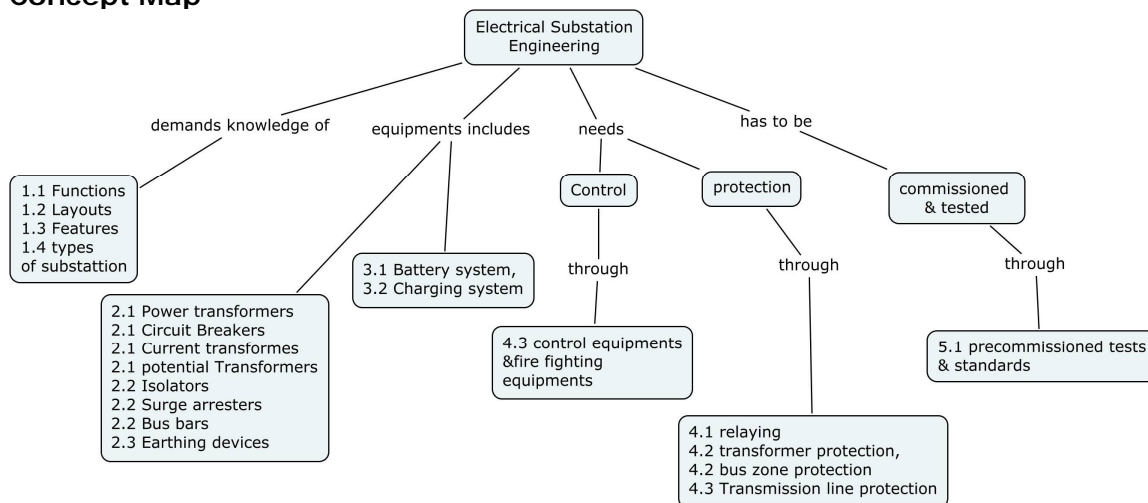 Concept Map
Electrical Substation
Engineering
demands knowledge of
equipments includes
needs
has to be
1.1 Functions
1.2 Layouts
1.3 Features
1.4 types
of substattion
Control
protection
commissioned
& tested
3.1 Battery system,
3.2 Charging system
through
through
through
2.1 Power transformers
2.1 Circuit Breakers
2.1 Current transformes
2.1 potential Transformers
2.2 Isolators
2.2 Surge arresters
2.2 Bus bars
2.3 Earthing devices
4.3 control equipments
&fire fighting
equipments
5.1 precommissioned tests
& standards
4.1 relaying
4.2 transformer protection,
4.2 bus zone protection
4.3 Transmission line protection